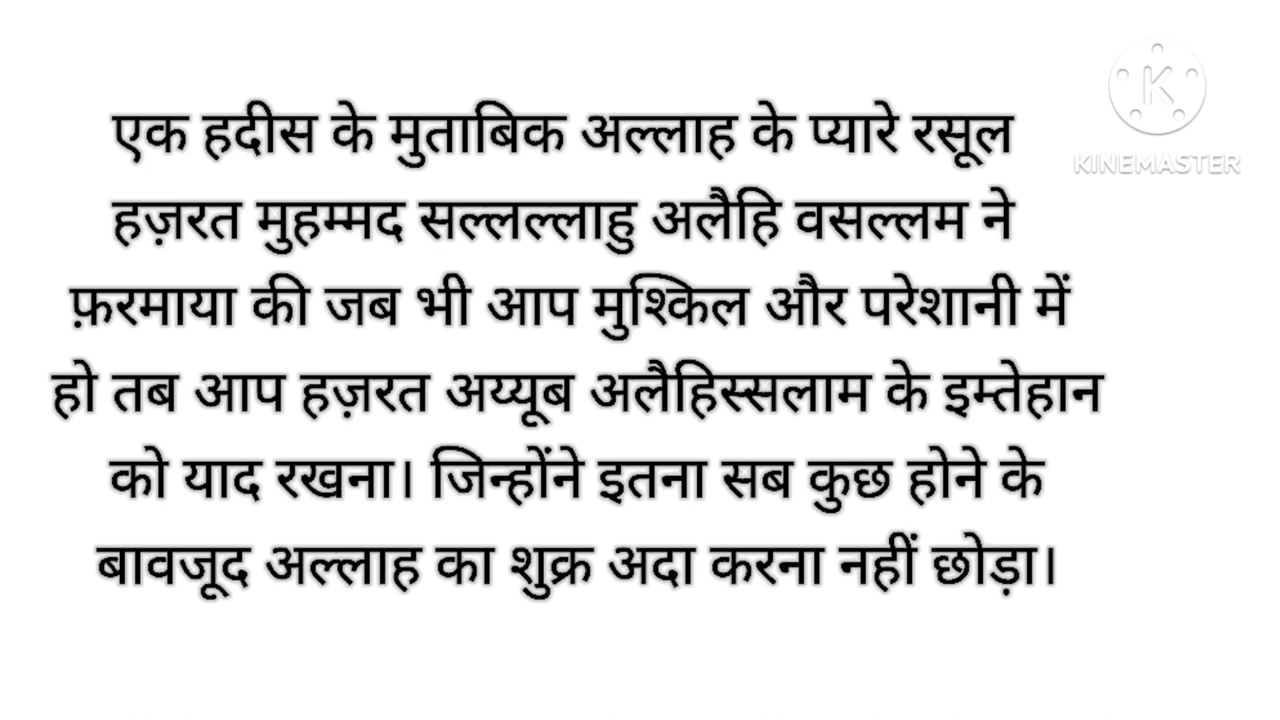 एक हदीस के मुताबिक अल्लाह के प्यारे रसूल
हज़रत मुहम्मद सल्लल्लाहु अलैहि वसल्लम ने
फ़रमाया की जब भी आप मुश्किल और परेशानी में
हो तब आप हज़रत अय्यूब अलैहिस्सलाम के इम्तेहान
को याद रखना। जिन्होंने इतना सब कुछ होने के
बावजूद अल्लाह का शुक्र अदा करना नहीं छोड़ा।
K
KINEMASTER